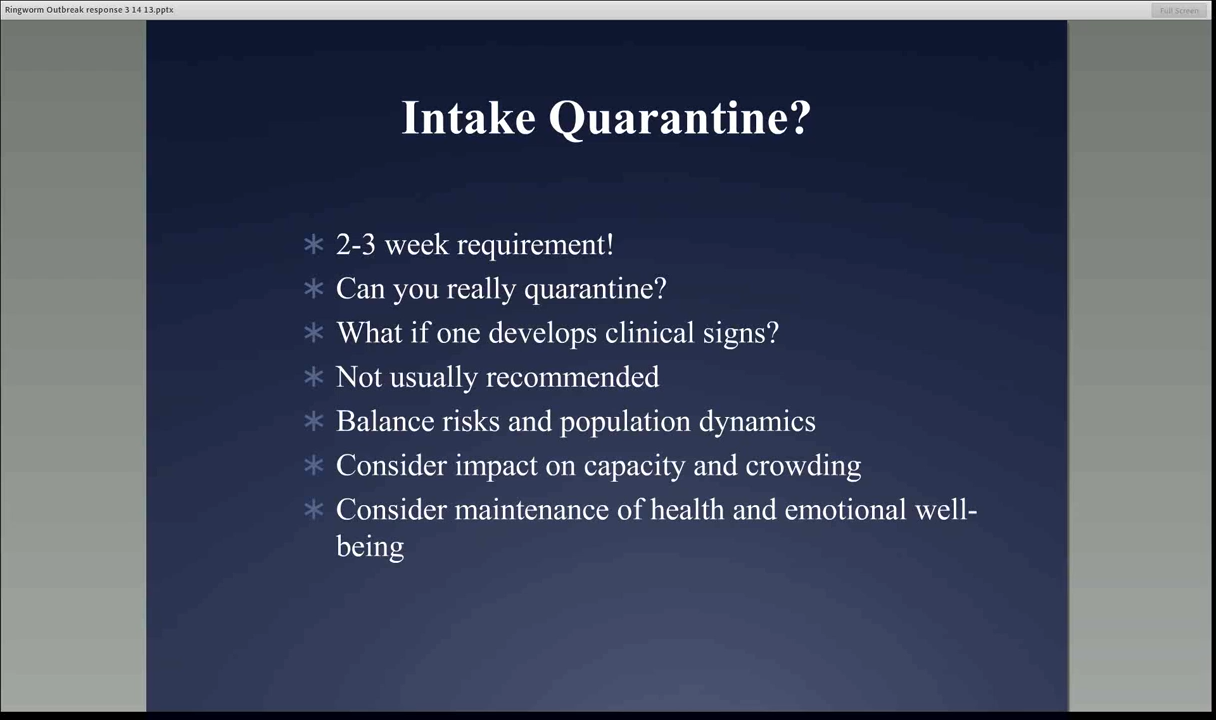 Ringworm Outbreak response 3 14 13.pptx
Full Screen
Intake Quarantine?
2-3 week requirement!
Can you really quarantine?
What if one develops clinical signs?
Not usually recommended
Balance risks and population dynamics
Consider impact on capacity and crowding
Consider maintenance of health and emotional well-
being